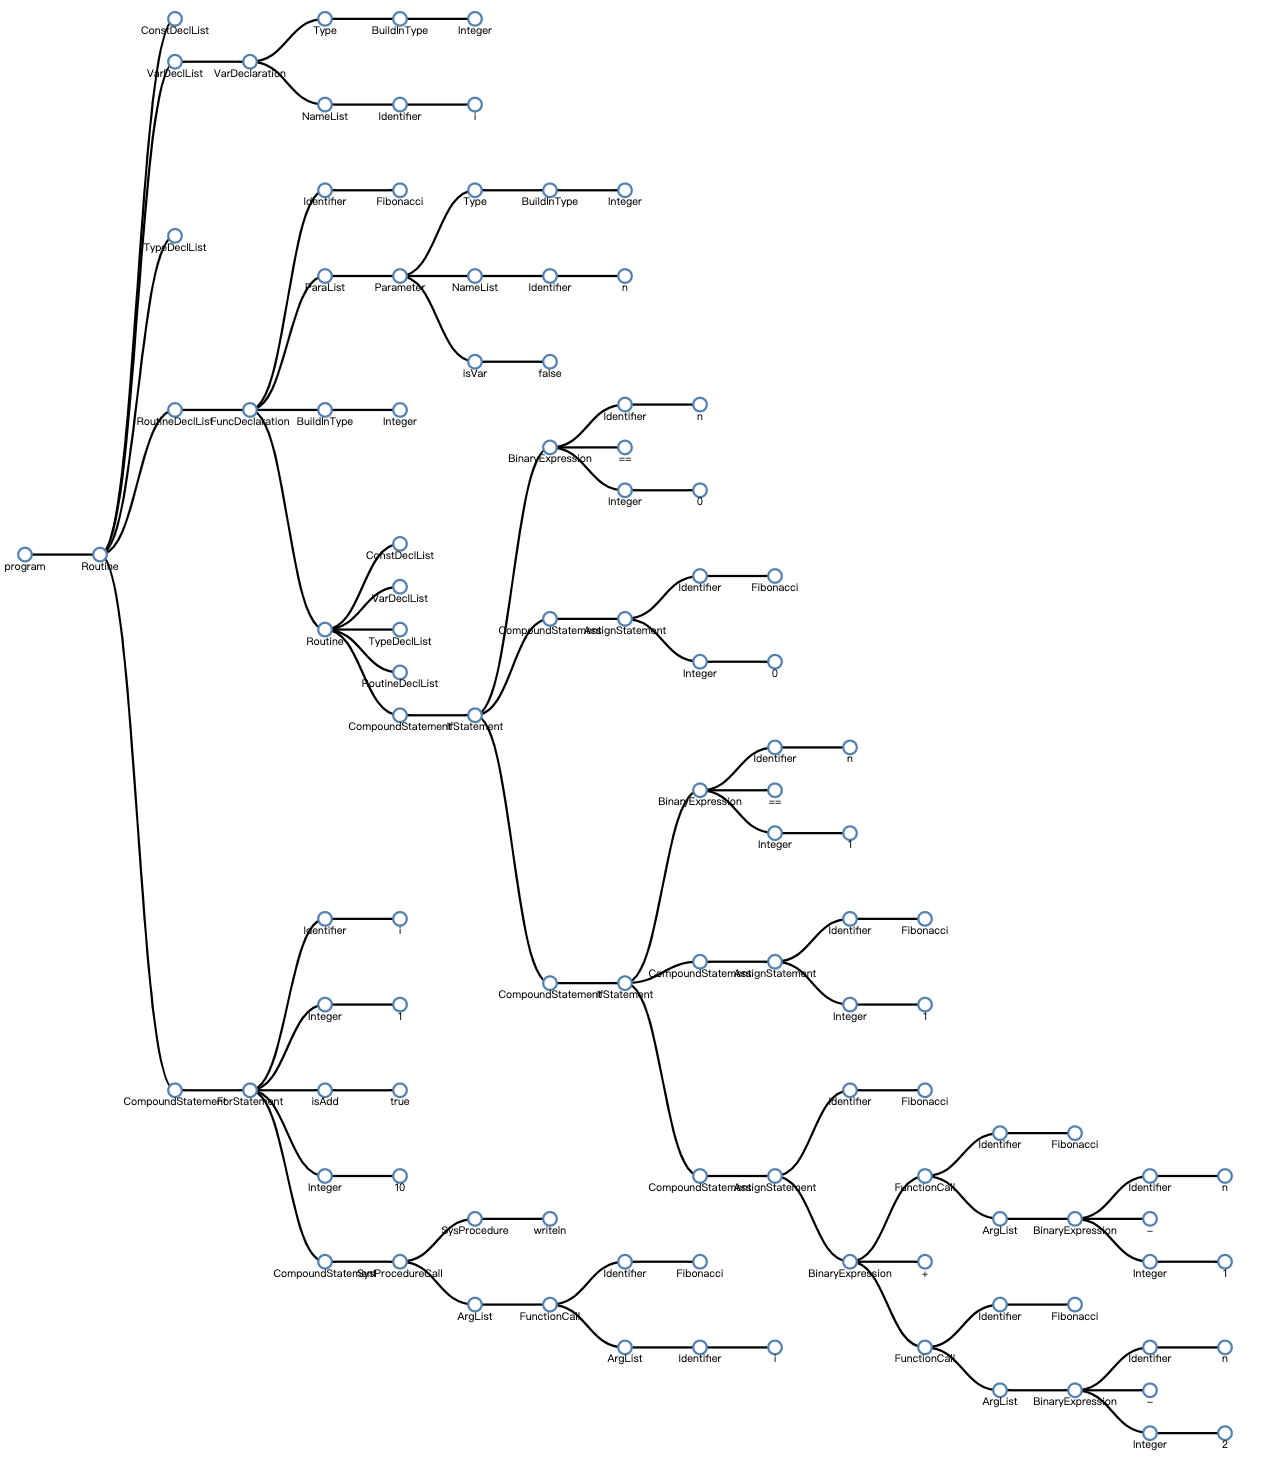 ConstDeclList
Type BuildInType Integer
VarDeclList VarDeclaration
NameList Identifier i
Identifier Fibonacci Type BuildInType Integer
TypeDeclList
ParaList Parameter NameList Identifier n
isVar false
Identifier n
RoutineDeclList FuncDeclaration BuildInType Integer
BinaryExpression ==
Integer 0
ConstDeclList
program Routine
Identifier Fibonacci
VarDeclList
CompoundStatement AssignStatement
Routine TypeDeclList
Integer 0
RoutineDeclList
CompoundStatement IfStatement
Identifier n
BinaryExpression ==
Integer 1
Identifier i
Identifier Fibonacci
CompoundStatement AssignStatement
CompoundStatement IfStatement
Integer 1
Integer 1
CompoundStatement ForStatement isAdd true
Identifier Fibonacci
Identifier Fibonacci
Integer 10
CompoundStatement AssignStatement
FunctionCall
Identifier n
SysProcedure writeln
ArgList BinaryExpression -
CompoundStatement SysProcedureCall
Identifier Fibonacci
BinaryExpression +
Integer 1
ArgList FunctionCall
Identifier Fibonacci
ArgList Identifier i
FunctionCall
Identifier n
ArgList BinaryExpression -
Integer 2